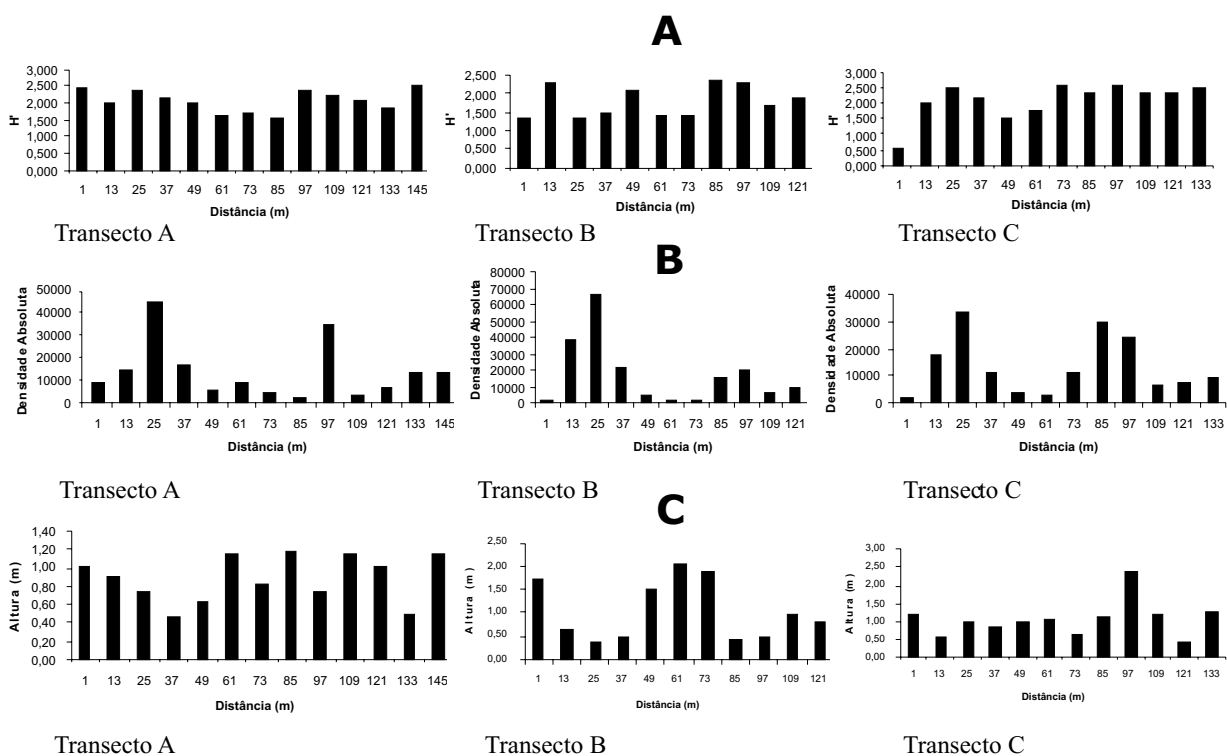 A
3,000
2,500
2,000
1,500
1,000
0,500
0,000
H'
1 13 25 37 49 61 73 85 97 109 121 133 145
Distância (m)
Transecto A
2,500
2,000
1,500
1,000
0,500
0,000
H'
1 13 25 37 49 61 73 85 97 109 121
Distância (m)
Transecto B
3,000
2,500
2,000
1,500
1,000
0,500
0,000
H'
1 13 25 37 49 61 73 85 97 109 121 133
Distância (m)
Transecto C
B
50000
40000
30000
20000
10000
0
Densidade Absoluta
1 13 25 37 49 61 73 85 97 109 121 133 145
Distância (m)
Transecto A
80000
70000
60000
50000
40000
30000
20000
10000
0
Densidade Absoluta
1 13 25 37 49 61 73 85 97 109 121
Distância (m)
Transecto B
40000
30000
20000
10000
0
Densidade Absoluta
1 13 25 37 49 61 73 85 97 109 121 133
Distância (m)
Transecto C
C
1,40
1,20
1,00
0,80
0,60
0,40
0,20
0,00
Altura (m)
1 13 25 37 49 61 73 85 97 109 121 133 145
Distância (m)
Transecto A
2,50
2,00
1,50
1,00
0,50
0,00
Altura (m)
1 13 25 37 49 61 73 85 97 109 121
Distância (m)
Transecto B
3,00
2,50
2,00
1,50
1,00
0,50
0,00
Altura (m)
1 13 25 37 49 61 73 85 97 109 121 133
Distância (m)
Transecto C